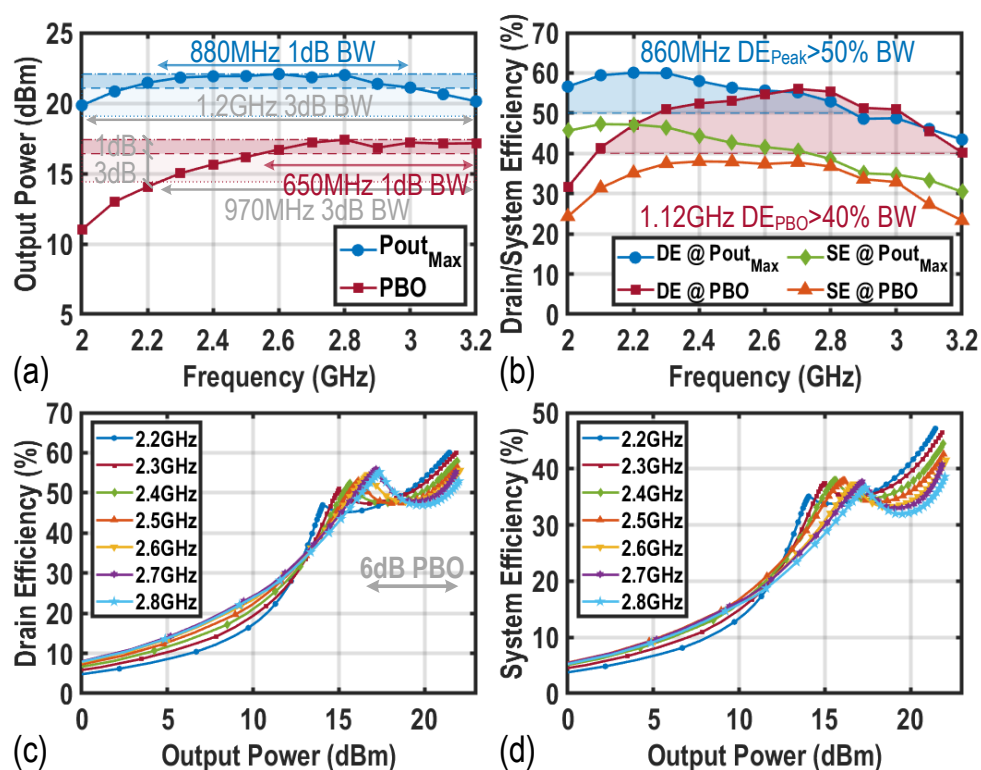 25
20
15
10
5
Output Power (dBm)
880MHz 1dB BW
1.2GHz 3dB BW
1dB
3dB
650MHz 1dB BW
970MHz 3dB BW
Pout_Max
PBO
2 2.2 2.4 2.6 2.8 3 3.2
Frequency (GHz)
(a)
70
60
50
40
30
20
10
0
Drain/System Efficiency (%)
860MHz DE_Peak>50% BW
1.12GHz DE_PBO>40% BW
DE @ Pout_Max
SE @ Pout_Max
DE @ PBO
SE @ PBO
2 2.2 2.4 2.6 2.8 3 3.2
Frequency (GHz)
(b)
70
60
50
40
30
20
10
0
Drain Efficiency (%)
2.2GHz
2.3GHz
2.4GHz
2.5GHz
2.6GHz
2.7GHz
2.8GHz
6dB PBO
0 5 10 15 20
Output Power (dBm)
(c)
50
40
30
20
10
0
System Efficiency (%)
2.2GHz
2.3GHz
2.4GHz
2.5GHz
2.6GHz
2.7GHz
2.8GHz
0 5 10 15 20
Output Power (dBm)
(d)